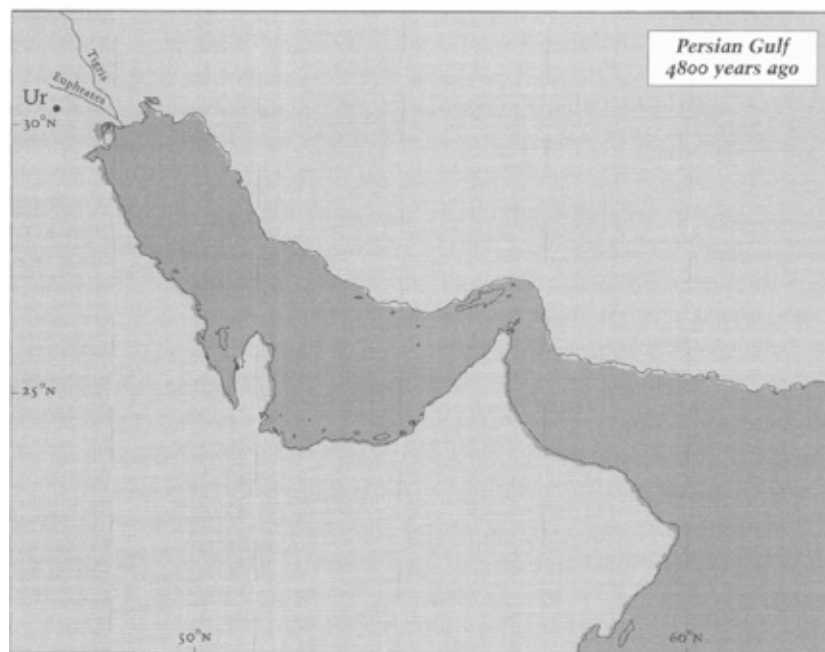 Persian Gulf
4800 years ago
Tigris
Euphrates
Ur
30°N
25°N
50°N
60°N